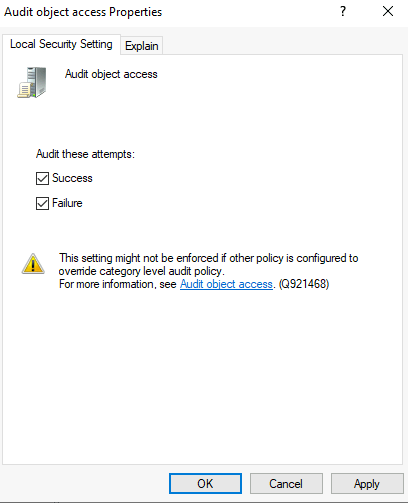 Audit object access Properties
?
Local Security Setting
Explain
Audit object access
Audit these attempts:
Success
Failure
This setting might not be enforced if other policy is configured to
override category level audit policy.
For more information, see Audit object access. (Q921468)
OK
Cancel
Apply